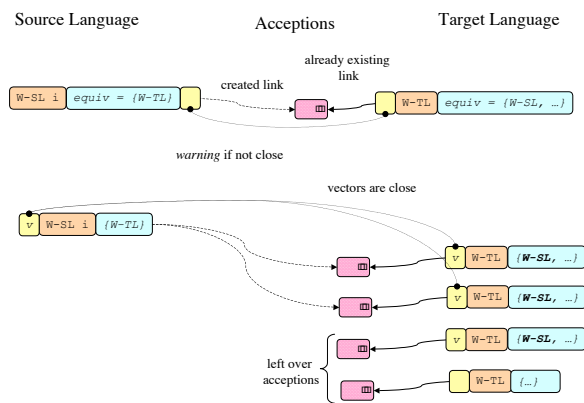 Source Language
Acceptions
Target Language
already existing
link
created link
W-SL i
equiv = {W-TL}
W-TL
equiv = {W-SL, …}
warning if not close
vectors are close
v
W-SL i
{W-TL}
v
W-TL
{W-SL, …}
v
W-TL
{W-SL, …}
v
W-TL
{W-SL, …}
left over
acceptions
W-TL
{…}